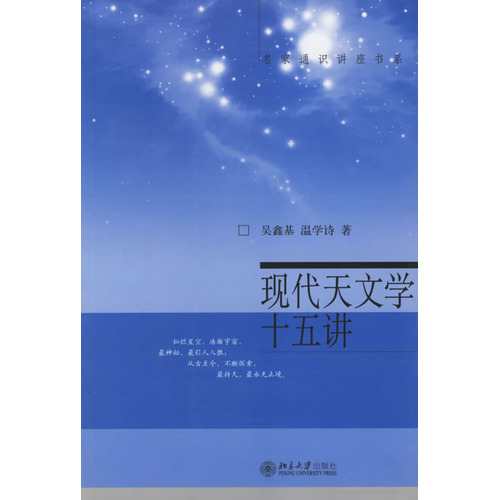 名家通识讲座书系
吴鑫基 温学诗 著
现代天文学
十五讲
灿烂星空、浩瀚宇宙,
最神秘、最引人入胜;
从古至今、不断探索,
最持久、最永无止境。
北京大学出版社
PEKING UNIVERSITY PRESS